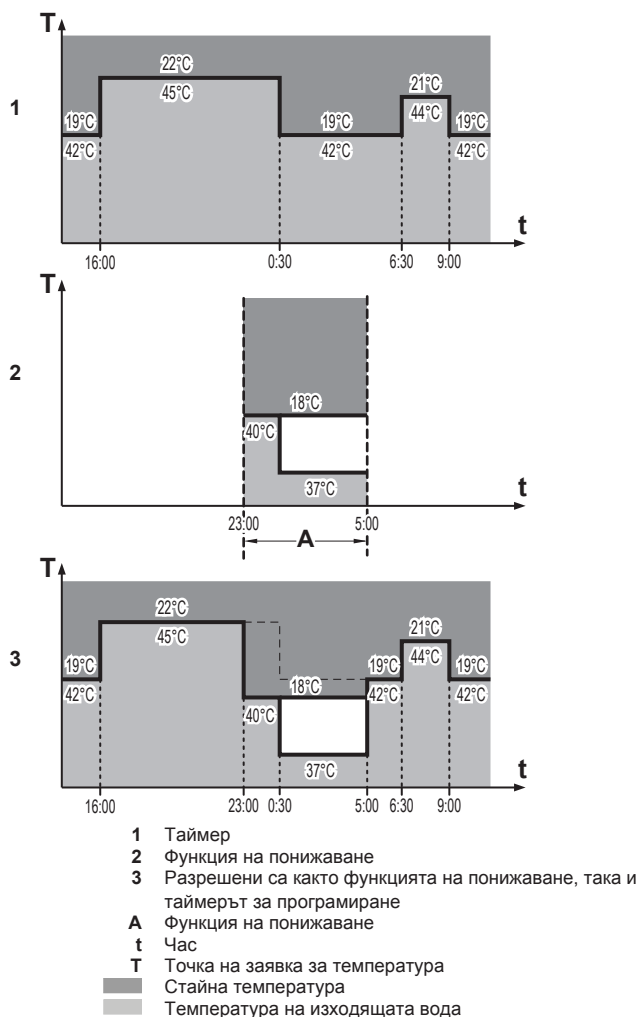 T
22°C
45°C
21°C
44°C
1
19°C
42°C
19°C
42°C
19°C
42°C
t
16:00 0:30 6:30 9:00
T
2
18°C
40°C
37°C
t
23:00 5:00
A
T
22°C
45°C
21°C
44°C
3
19°C
42°C
18°C
40°C
37°C
19°C
42°C
19°C
42°C
t
16:00 23:00 0:30 5:00 6:30 9:00
1 Таймер
2 Функция на понижаване
3 Разрешени са както функцията на понижаване, така и
таймерът за програмиране
A Функция на понижаване
t Час
T Точка на заявка за температура
Стайна температура
Температура на изходящата вода